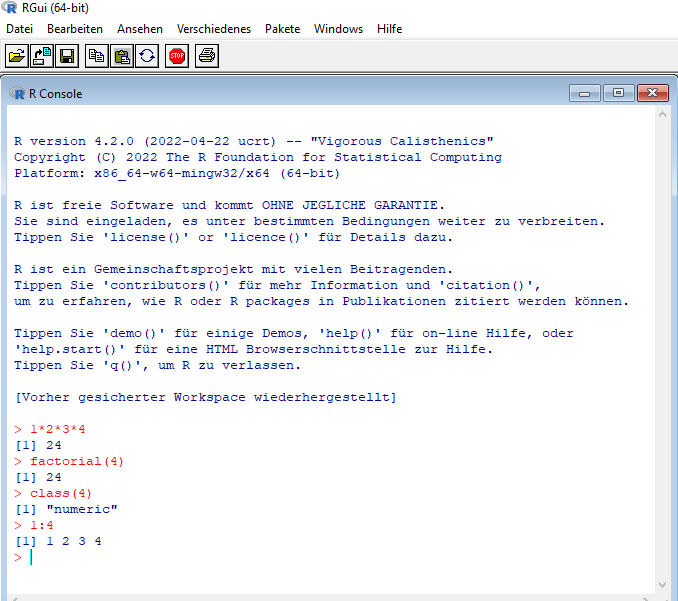 RGui (64-bit)
Datei Bearbeiten Ansehen Verschiedenes Pakete Windows Hilfe
STOP
R Console
R version 4.2.0 (2022-04-22 ucrt) -- "Vigorous Calisthenics"
Copyright (C) 2022 The R Foundation for Statistical Computing
Platform: x86_64-w64-mingw32/x64 (64-bit)
R ist freie Software und kommt OHNE JEGLICHE GARANTIE.
Sie sind eingeladen, es unter bestimmten Bedingungen weiter zu verbreiten.
Tippen Sie 'license()' or 'licence()' für Details dazu.
R ist ein Gemeinschaftsprojekt mit vielen Beitragenden.
Tippen Sie 'contributors()' für mehr Information und 'citation()',
um zu erfahren, wie R oder R packages in Publikationen zitiert werden können.
Tippen Sie 'demo()' für einige Demos, 'help()' für on-line Hilfe, oder
'help.start()' für eine HTML Browserschnittstelle zur Hilfe.
Tippen Sie 'q()', um R zu verlassen.
[Vorher gesicherter Workspace wiederhergestellt]
> 1*2*3*4
[1] 24
> factorial(4)
[1] 24
> class(4)
[1] "numeric"
> 1:4
[1] 1 2 3 4
>